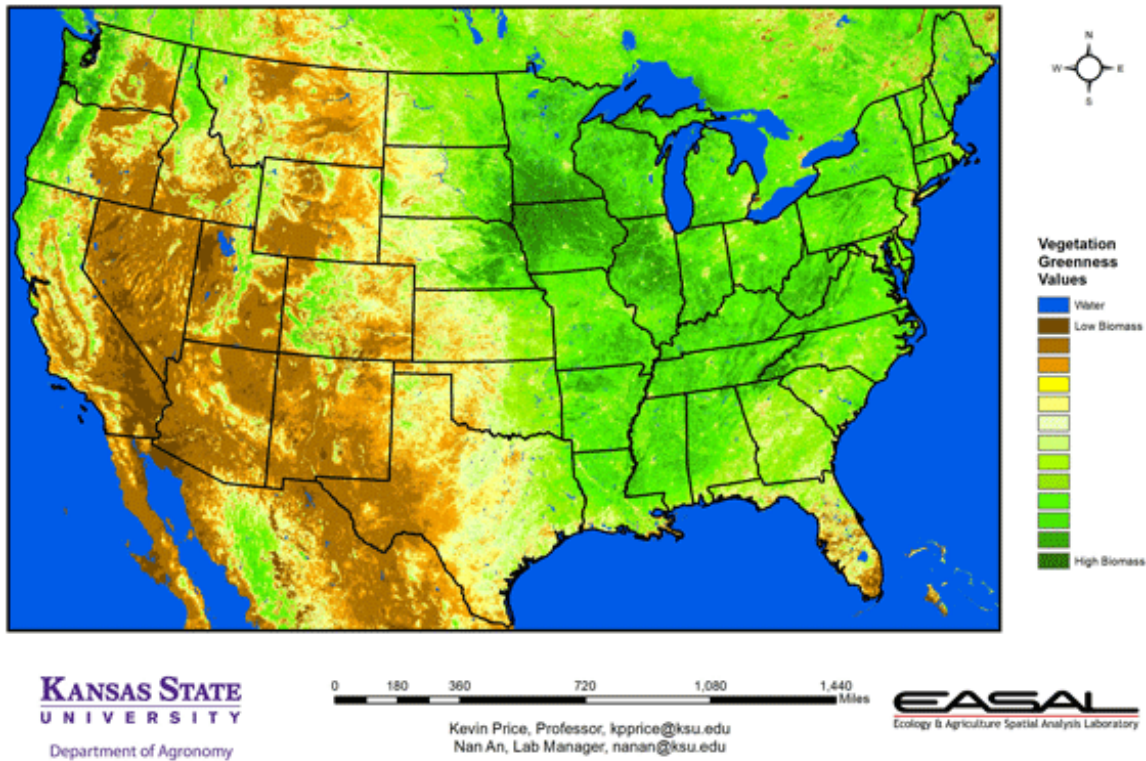 N
W
E
S
Vegetation
Greenness
Values
Water
Low Biomass
High Biomass
KANSAS STATE
UNIVERSITY
Department of Agronomy
0 180 360 720 1,080 1,440
Miles
Kevin Price, Professor, kpprice@ksu.edu
Nan An, Lab Manager, nanan@ksu.edu
EASAL
Ecology & Agriculture Spatial Analysis Laboratory